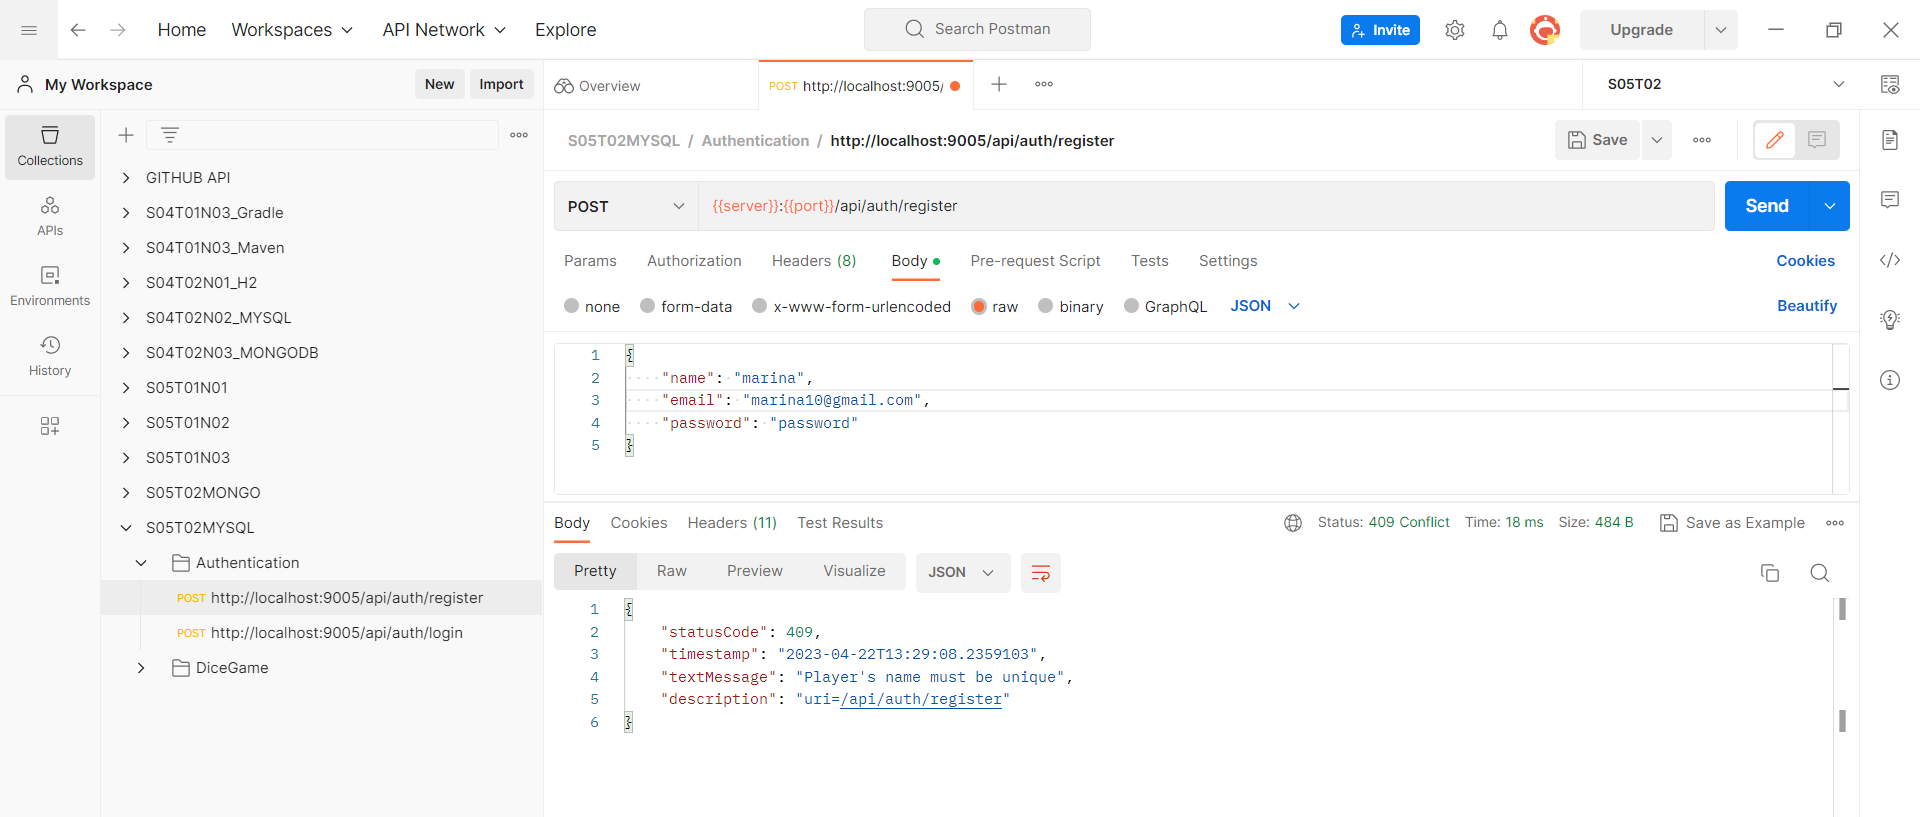 Home Workspaces API Network Explore Search Postman Invite Upgrade
My Workspace New Import Overview POST http://localhost:9005/ S05T02
Collections
APIs
Environments
History
GITHUB API
S04T01N03_Gradle
S04T01N03_Maven
S04T02N01_H2
S04T02N02_MYSQL
S04T02N03_MONGODB
S05T01N01
S05T01N02
S05T01N03
S05T02MONGO
S05T02MYSQL
Authentication
POST http://localhost:9005/api/auth/register
POST http://localhost:9005/api/auth/login
DiceGame
S05T02MYSQL / Authentication / http://localhost:9005/api/auth/register Save
POST {{server}}:{{port}}/api/auth/register Send
Params Authorization Headers (8) Body Pre-request Script Tests Settings Cookies
none form-data x-www-form-urlencoded raw binary GraphQL JSON Beautify
1 {
2 "name": "marina",
3 "email": "marina10@gmail.com",
4 "password": "password"
5 }
Body Cookies Headers (11) Test Results Status: 409 Conflict Time: 18 ms Size: 484 B Save as Example
Pretty Raw Preview Visualize JSON
1 {
2 "statusCode": 409,
3 "timestamp": "2023-04-22T13:29:08.2359103",
4 "textMessage": "Player's name must be unique",
5 "description": "uri=/api/auth/register"
6 }